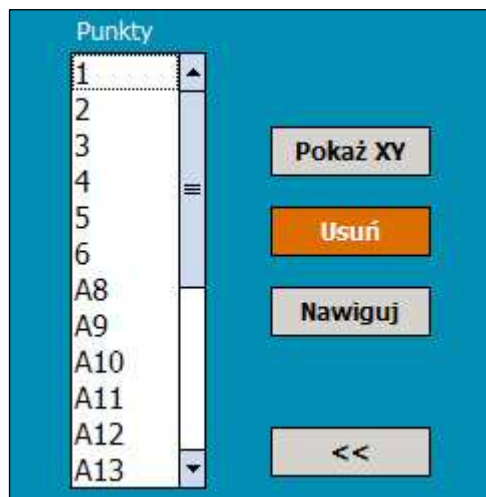 Punkty
1
2
3
4
5
6
A8
A9
A10
A11
A12
A13
Pokaż XY
Usuń
Nawiguj
<<